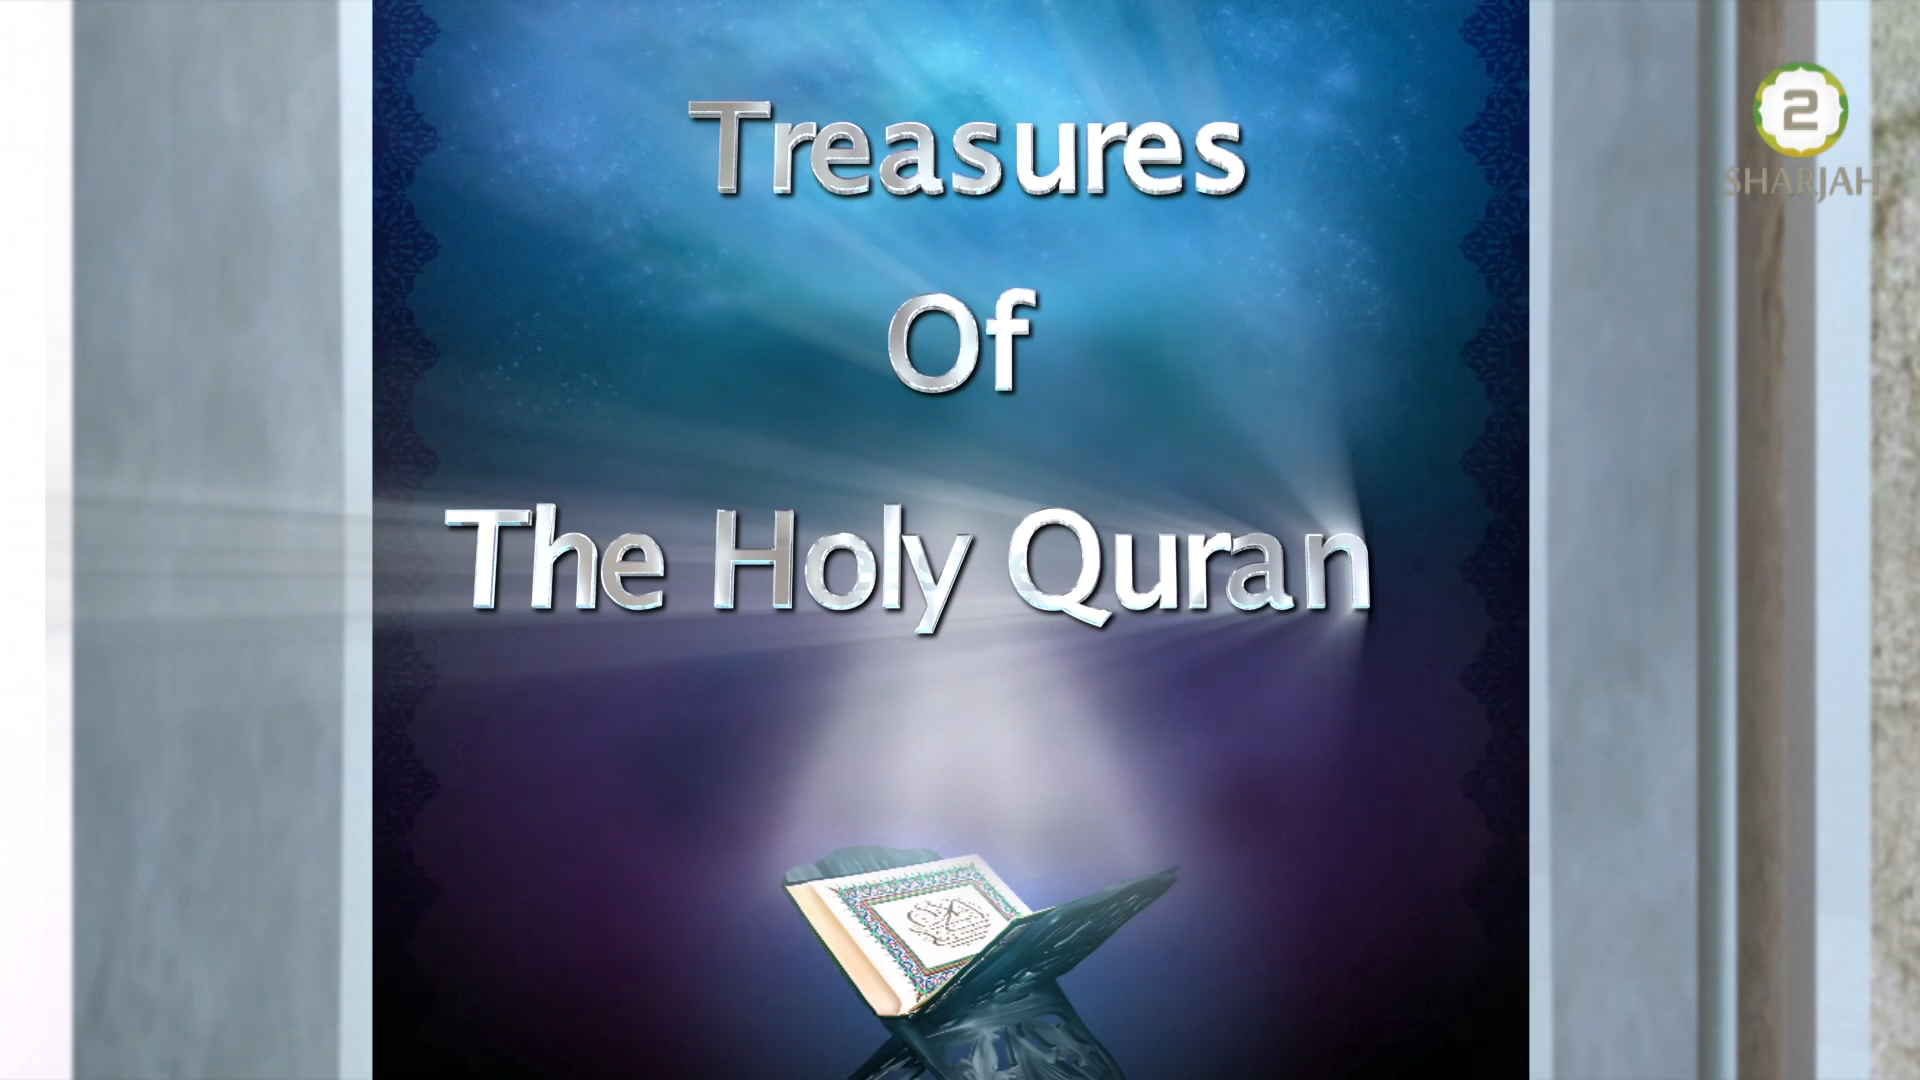 Treasures
Of
The Holy Quran
2
SHARJAH